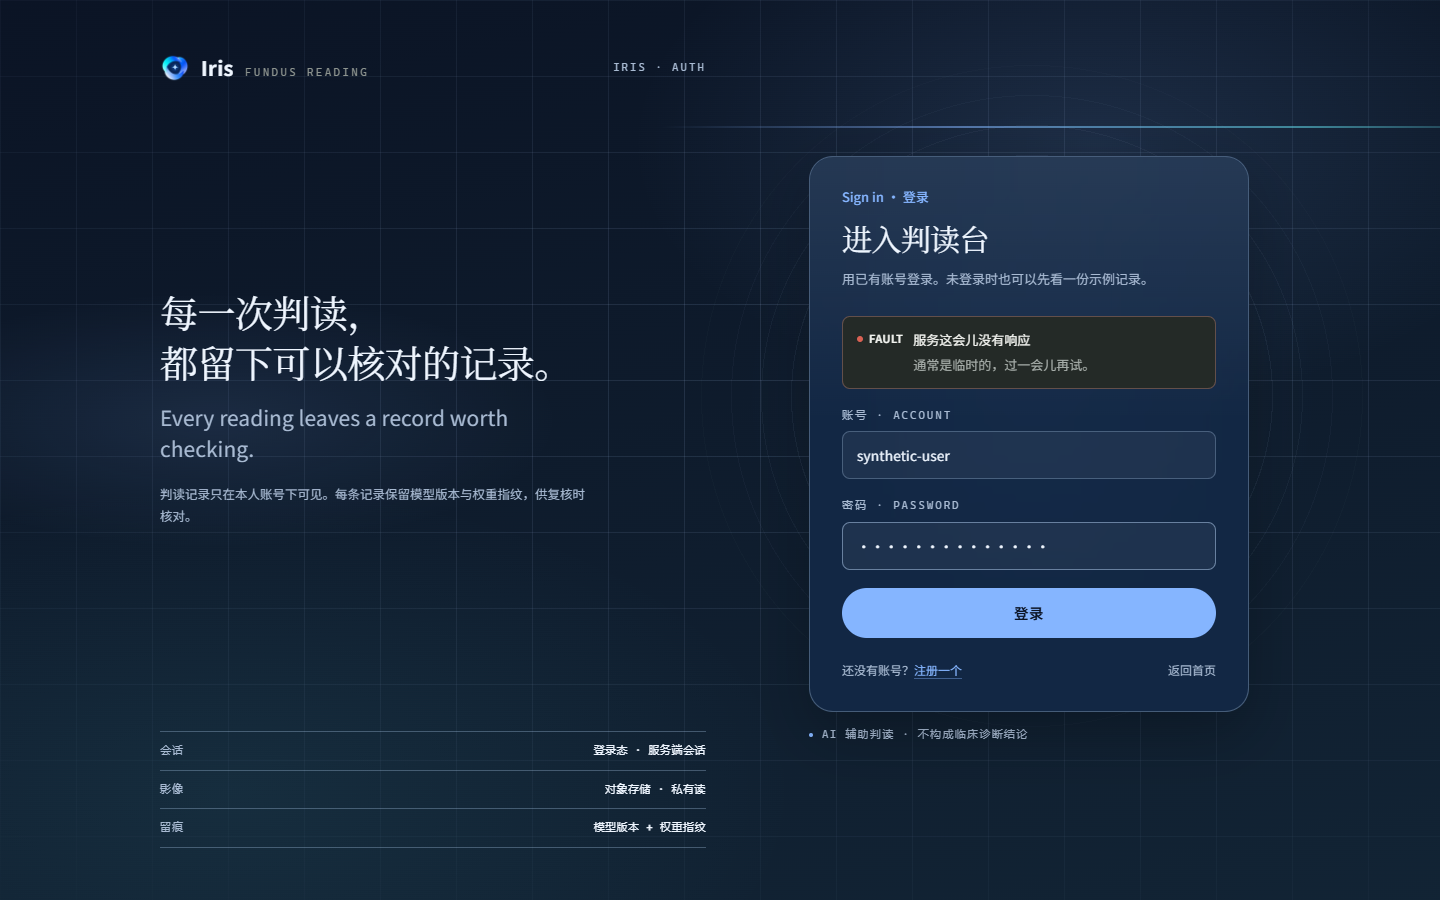 Iris FUNDUS READING
IRIS · AUTH
每一次判读，
都留下可以核对的记录。
Every reading leaves a record worth
checking.
判读记录只在本人账号下可见。每条记录保留模型版本与权重指纹，供复核时
核对。
会话 登录态 · 服务端会话
影像 对象存储 · 私有读
留痕 模型版本 + 权重指纹
Sign in · 登录
进入判读台
用已有账号登录。未登录时也可以先看一份示例记录。
FAULT 服务这会儿没有响应
通常是临时的，过一会儿再试。
账号 · ACCOUNT
synthetic-user
密码 · PASSWORD
登录
还没有账号？注册一个 返回首页
AI 辅助判读 · 不构成临床诊断结论